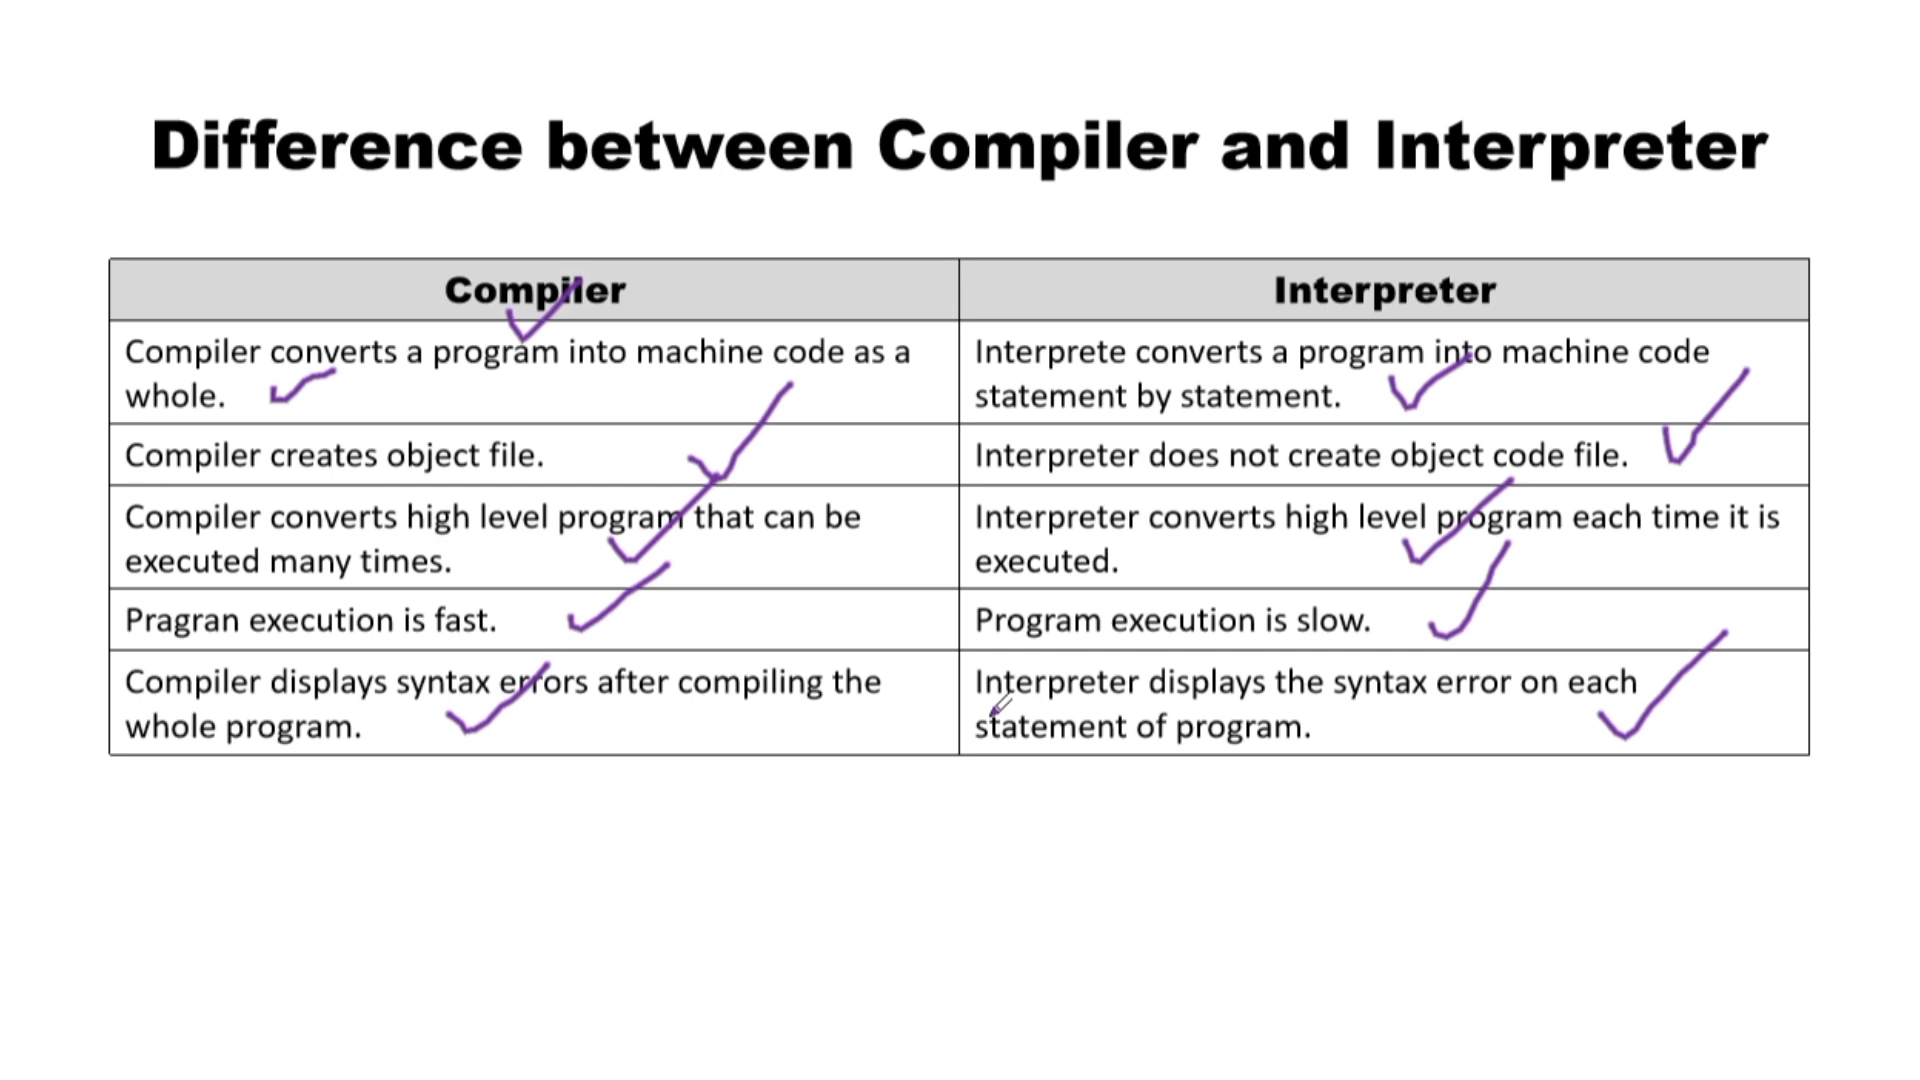 Difference between Compiler and Interpreter
Compiler
Interpreter
Compiler converts a program into machine code as a
whole.
Interprete converts a program into machine code
statement by statement.
Compiler creates object file.
Interpreter does not create object code file.
Compiler converts high level program that can be
executed many times.
Interpreter converts high level program each time it is
executed.
Pragran execution is fast.
Program execution is slow.
Compiler displays syntax errors after compiling the
whole program.
Interpreter displays the syntax error on each
statement of program.